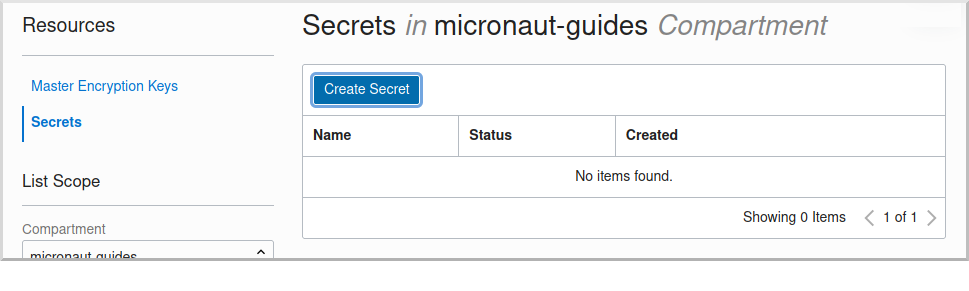 Resources
Master Encryption Keys
Secrets
List Scope
Compartment
micronaut-guides
Secrets in micronaut-guides Compartment
Create Secret
Name Status Created
No items found.
Showing 0 Items 1 of 1